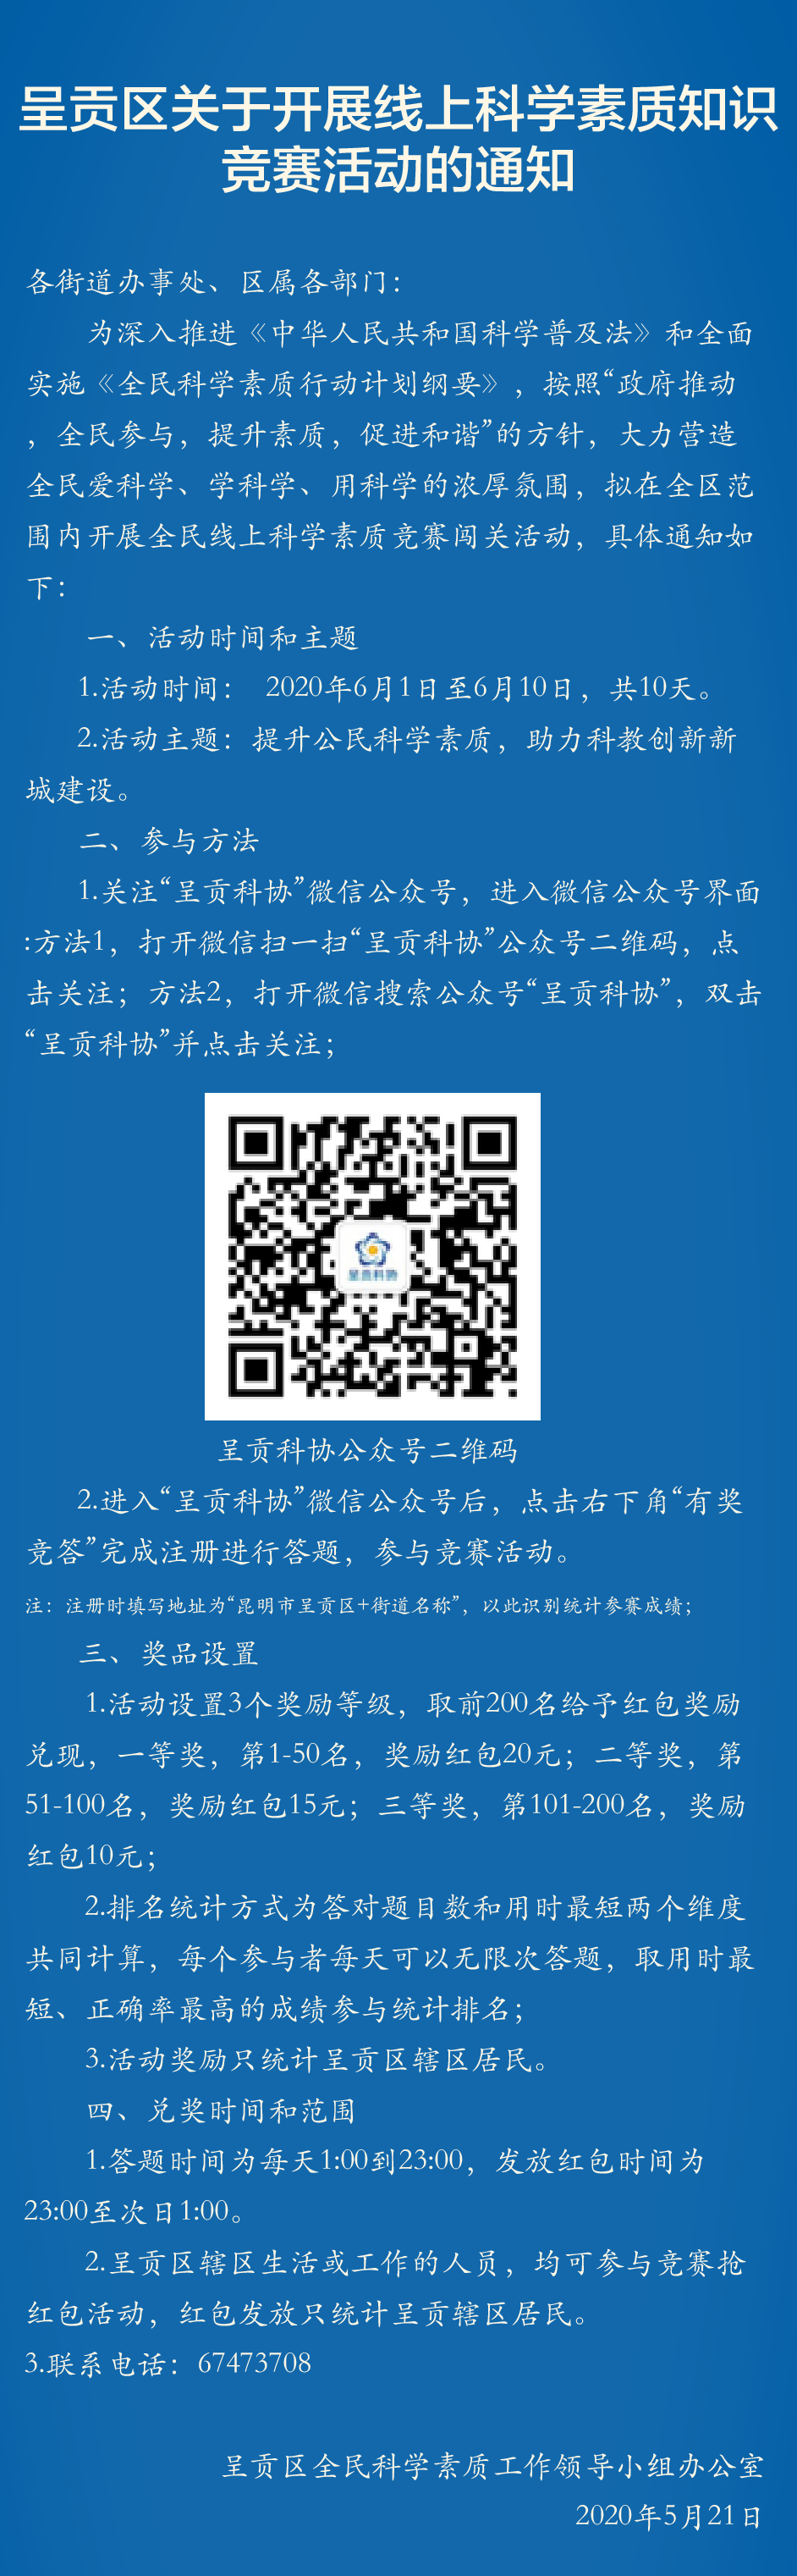 呈贡区关于开展线上科学素质知识
竞赛活动的通知
各街道办事处、区属各部门：
为深入推进《中华人民共和国科学普及法》和全面
实施《全民科学素质行动计划纲要》，按照“政府推动
，全民参与，提升素质，促进和谐”的方针，大力营造
全民爱科学、学科学、用科学的浓厚氛围，拟在全区范
围内开展全民线上科学素质竞赛闯关活动，具体通知如
下：
一、活动时间和主题
1.活动时间： 2020年6月1日至6月10日，共10天。
2.活动主题：提升公民科学素质，助力科教创新新
城建设。
二、参与方法
1.关注“呈贡科协”微信公众号，进入微信公众号界面
:方法1，打开微信扫一扫“呈贡科协”公众号二维码，点
击关注；方法2，打开微信搜索公众号“呈贡科协”，双击
“呈贡科协”并点击关注；
呈贡科协
呈贡科协公众号二维码
2.进入“呈贡科协”微信公众号后，点击右下角“有奖
竞答”完成注册进行答题，参与竞赛活动。
注：注册时填写地址为“昆明市呈贡区+街道名称”，以此识别统计参赛成绩；
三、奖品设置
1.活动设置3个奖励等级，取前200名给予红包奖励
兑现，一等奖，第1-50名，奖励红包20元；二等奖，第
51-100名，奖励红包15元；三等奖，第101-200名，奖励
红包10元；
2.排名统计方式为答对题目数和用时最短两个维度
共同计算，每个参与者每天可以无限次答题，取用时最
短、正确率最高的成绩参与统计排名；
3.活动奖励只统计呈贡区辖区居民。
四、兑奖时间和范围
1.答题时间为每天1:00到23:00，发放红包时间为
23:00至次日1:00。
2.呈贡区辖区生活或工作的人员，均可参与竞赛抢
红包活动，红包发放只统计呈贡辖区居民。
3.联系电话：67473708
呈贡区全民科学素质工作领导小组办公室
2020年5月21日